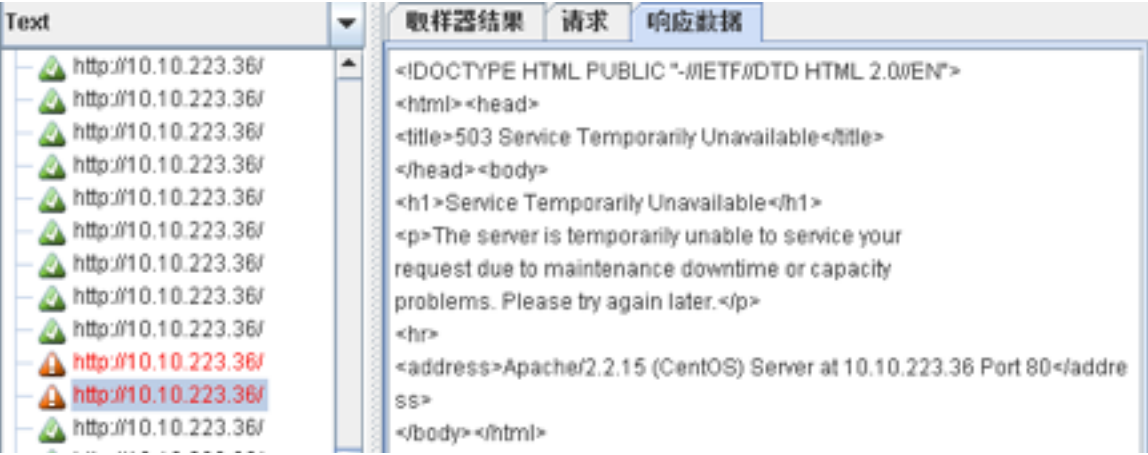 Text
http://10.10.223.36/
http://10.10.223.36/
http://10.10.223.36/
http://10.10.223.36/
http://10.10.223.36/
http://10.10.223.36/
http://10.10.223.36/
http://10.10.223.36/
http://10.10.223.36/
http://10.10.223.36/
http://10.10.223.36/
http://10.10.223.36/
取样器结果 请求 响应数据
<!DOCTYPE HTML PUBLIC "-//IETF//DTD HTML 2.0//EN">
<html><head>
<title>503 Service Temporarily Unavailable</title>
</head><body>
<h1>Service Temporarily Unavailable</h1>
<p>The server is temporarily unable to service your
request due to maintenance downtime or capacity
problems. Please try again later.</p>
<hr>
<address>Apache/2.2.15 (CentOS) Server at 10.10.223.36 Port 80</addre
ss>
</body></html>